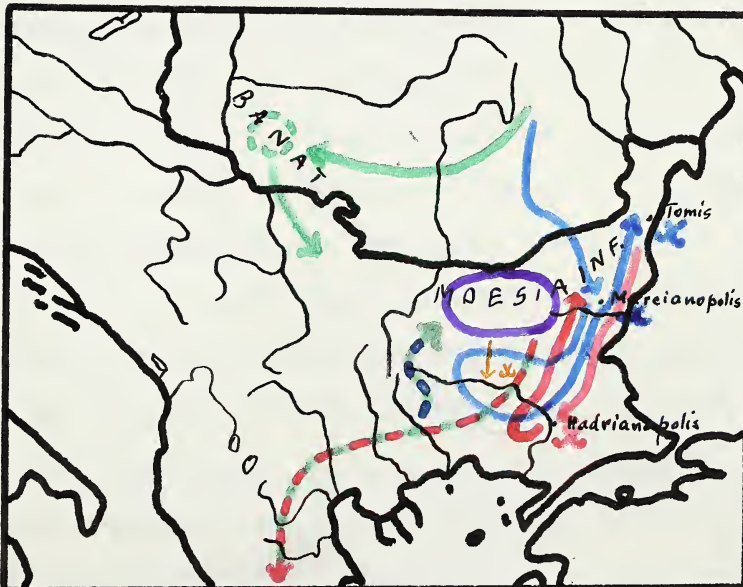 BANAT
Tomis
MOESIA INF.
Marcianopolis
Hadrianopolis